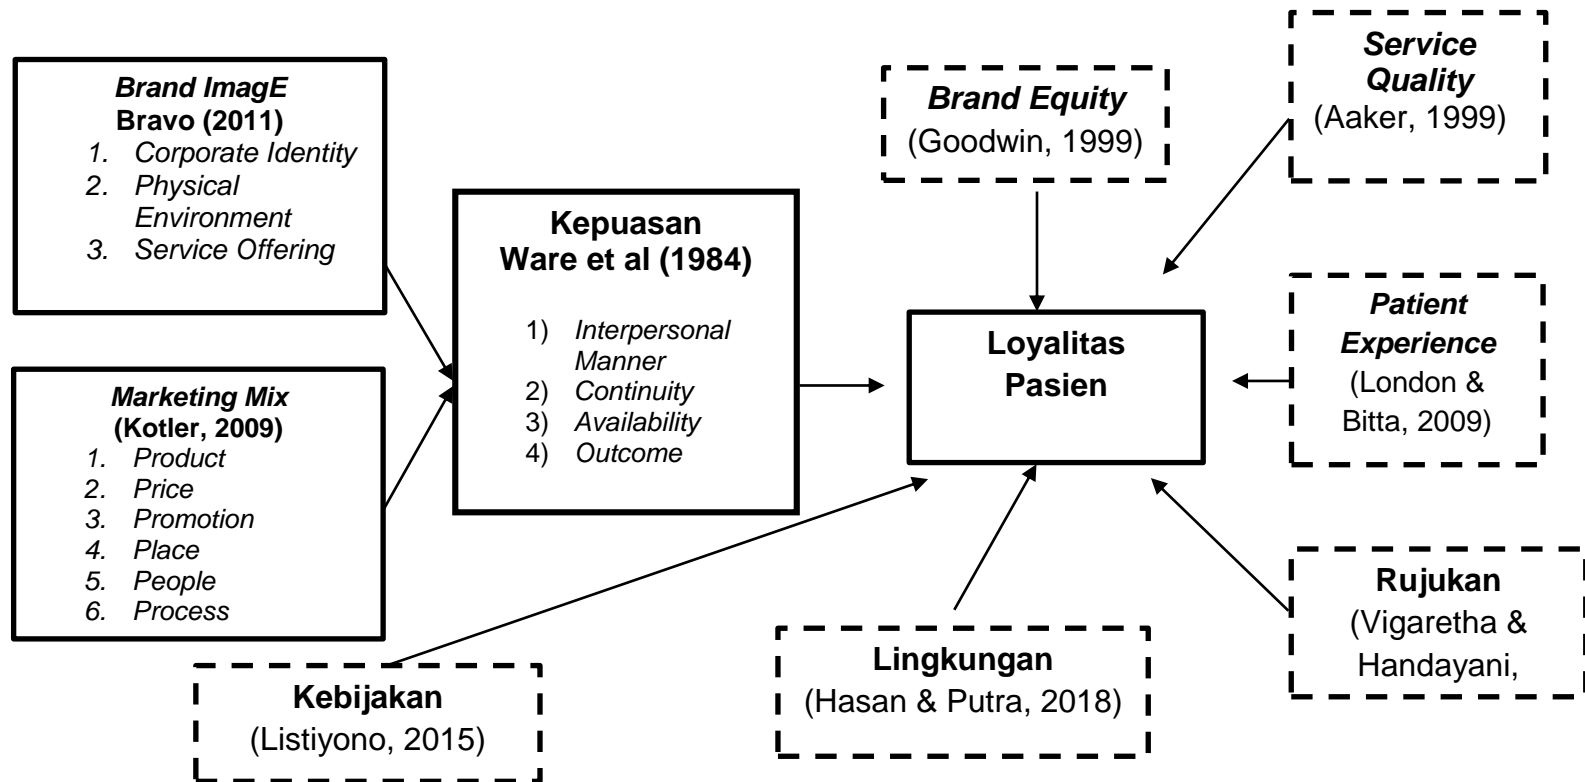 Brand ImagE
Bravo (2011)
1. Corporate Identity
2. Physical
Environment
3. Service Offering
Marketing Mix
(Kotler, 2009)
1. Product
2. Price
3. Promotion
4. Place
5. People
6. Process
Kepuasan
Ware et al (1984)
1) Interpersonal
Manner
2) Continuity
3) Availability
4) Outcome
Brand Equity
(Goodwin, 1999)
Service
Quality
(Aaker, 1999)
Loyalitas
Pasien
Patient
Experience
(London &
Bitta, 2009)
Rujukan
(Vigaretha &
Handayani,
Lingkungan
(Hasan & Putra, 2018)
Kebijakan
(Listiyono, 2015)